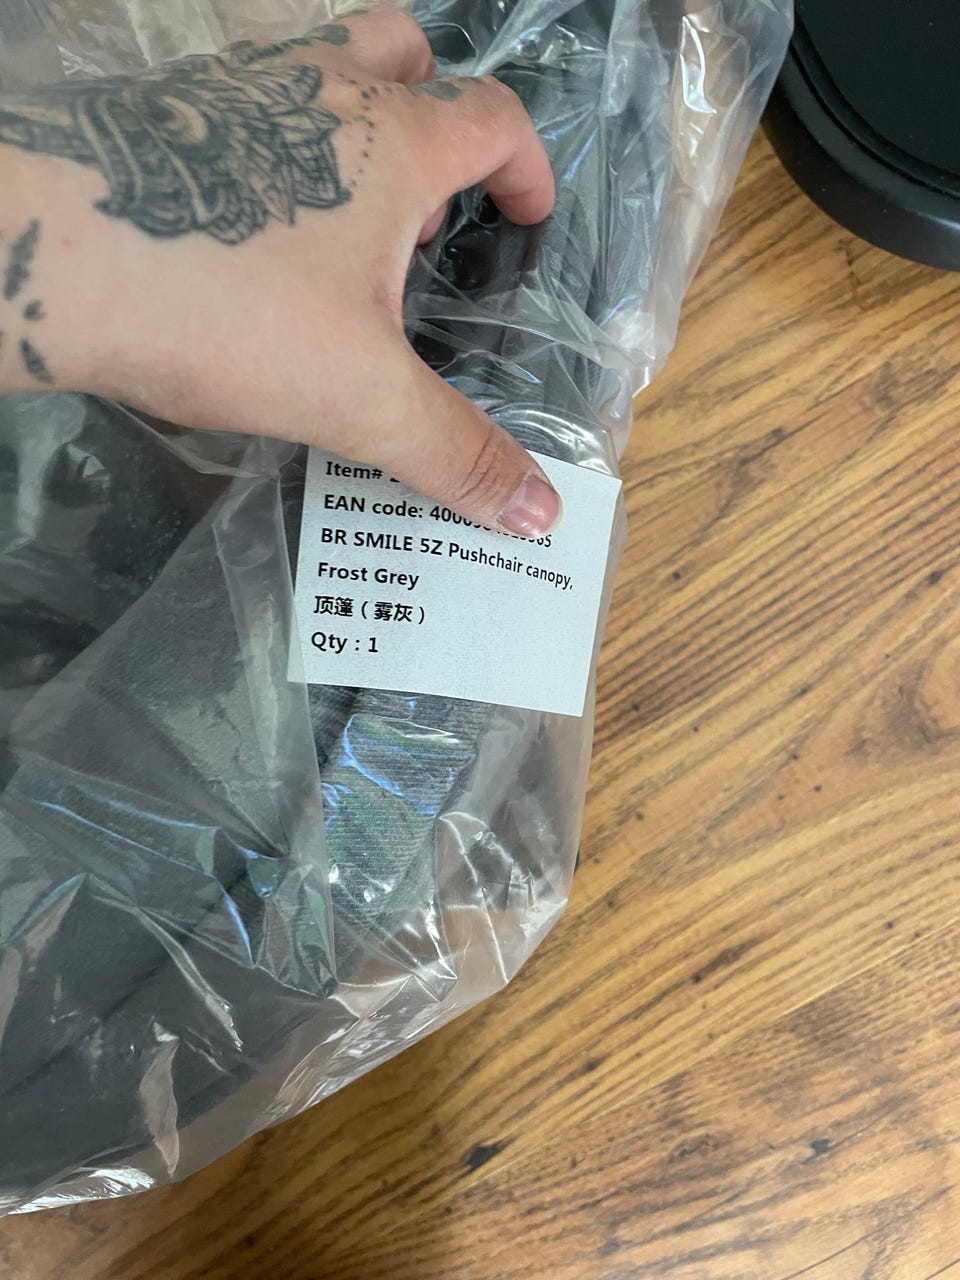 Item#
EAN code:
BR SMILE 5Z Pushchair canopy,
Frost Grey
顶篷（雾灰）
Qty : 1